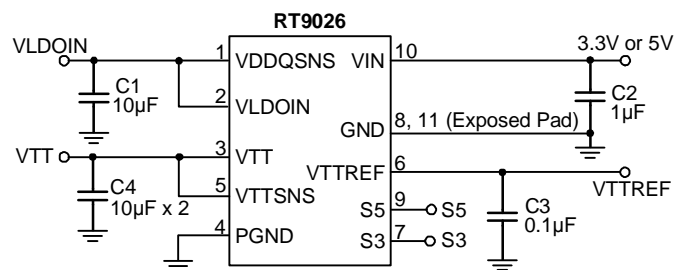 RT9026
VLDOIN
1
VDDQSNS
VIN
10
3.3V or 5V
C1
10µF
2
VLDOIN
C2
1µF
8, 11 (Exposed Pad)
GND
VTT
3
VTT
VTTREF
6
VTTREF
C4
10µF x 2
5
VTTSNS
S5
9
S5
C3
0.1µF
4
PGND
S3
7
S3